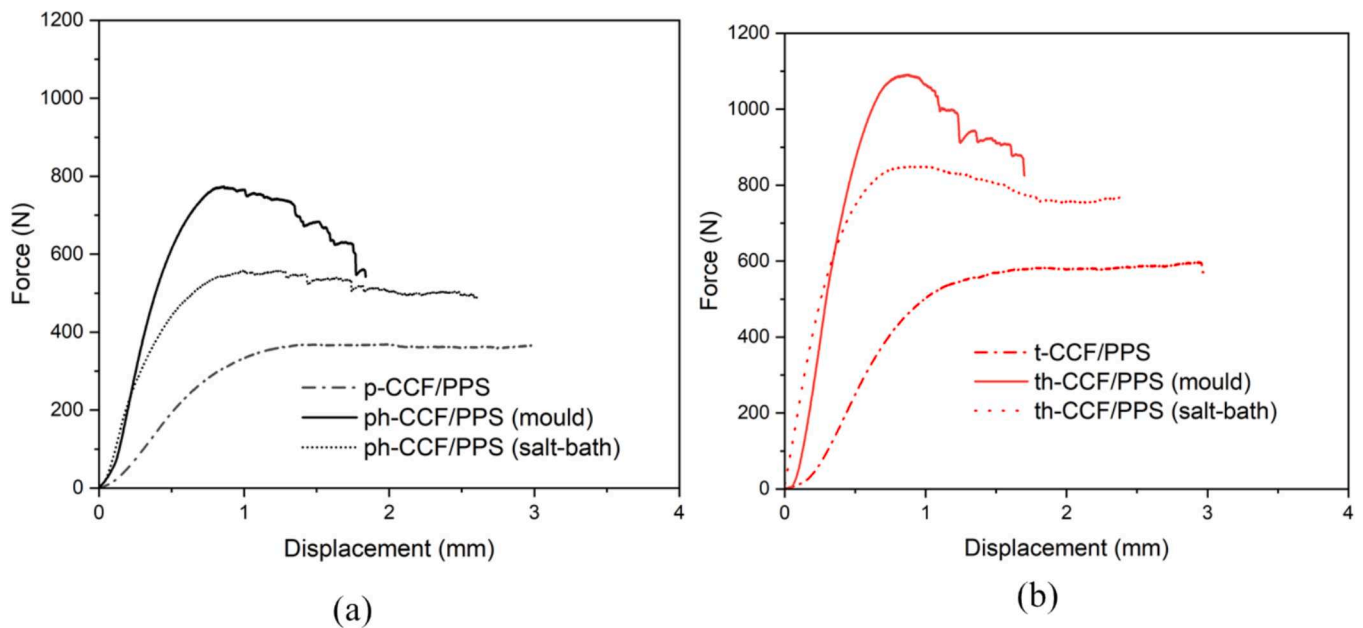 1200
1000
800
600
400
200
0
Force (N)
p-CCF/PPS
ph-CCF/PPS (mould)
ph-CCF/PPS (salt-bath)
0 1 2 3 4
Displacement (mm)
(a)
1200
1000
800
600
400
200
0
Force (N)
t-CCF/PPS
th-CCF/PPS (mould)
th-CCF/PPS (salt-bath)
0 1 2 3 4
Displacement (mm)
(b)